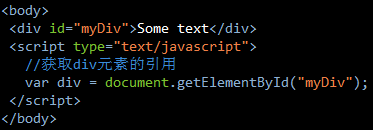 <body>
<div id="myDiv">Some text</div>
<script type="text/javascript">
//获取div元素的引用
var div = document.getElementById("myDiv");
</script>
</body>